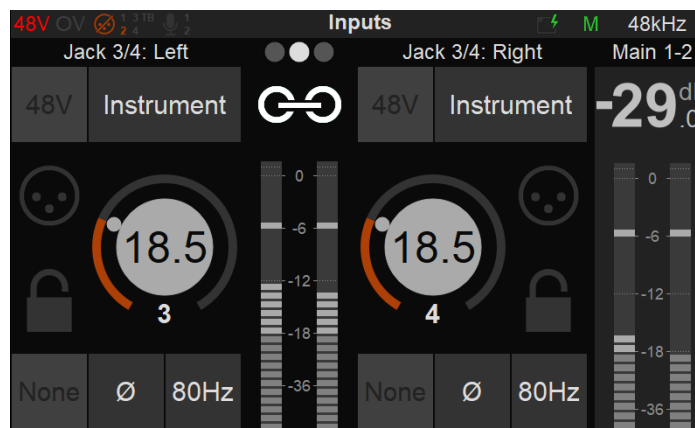 48V OV 1 2 3 4 TB 1 2 Inputs M 48kHz
Jack 3/4: Left Jack 3/4: Right Main 1-2
48V Instrument 48V Instrument -29.0 d
0 0
18.5 -6 18.5 -6
-12 -12
3 4
-18 -18
None Ø 80Hz -36 None Ø 80Hz -36